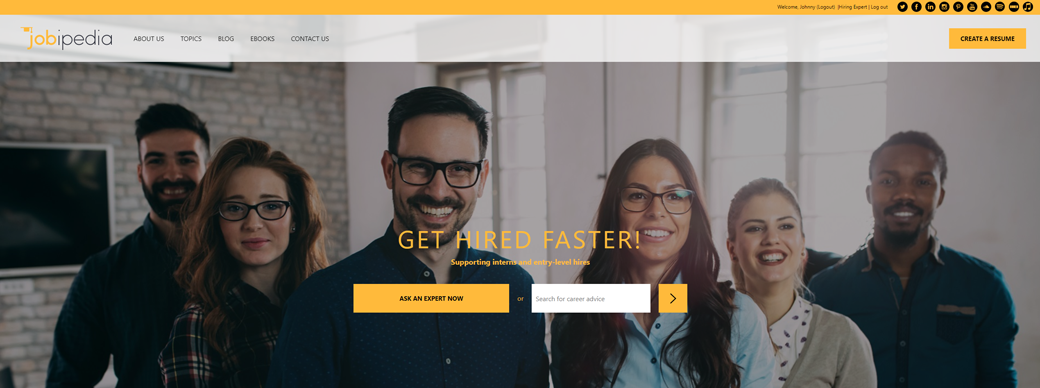 Welcome, Johnny (Logout) |Hiring Expert | Log out
jobipedia
ABOUT US
TOPICS
BLOG
EBOOKS
CONTACT US
CREATE A RESUME
GET HIRED FASTER!
Supporting interns and entry-level hires
ASK AN EXPERT NOW
or
Search for career advice